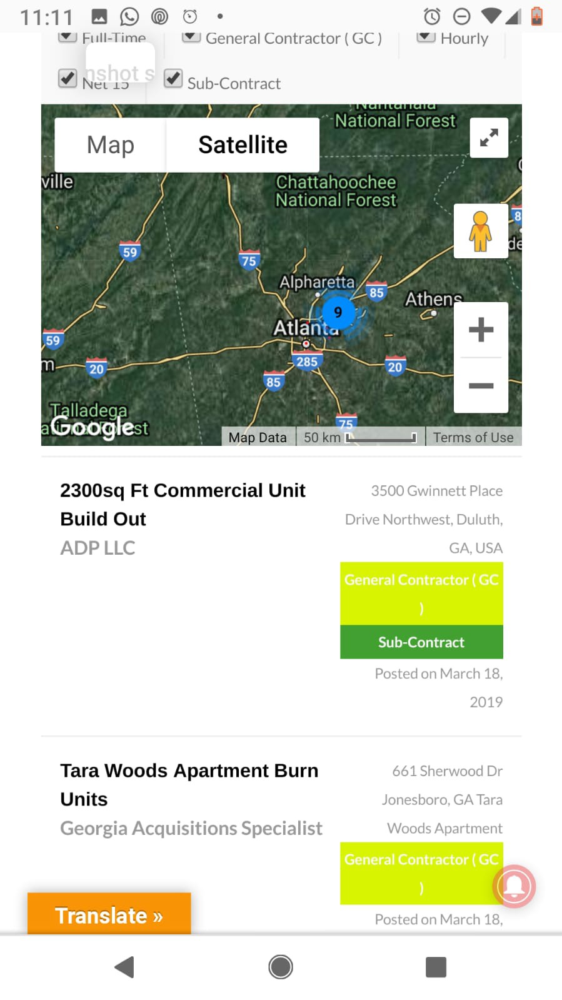 11:11
Full-Time
General Contractor ( GC )
Hourly
nshot s
Net 15
Sub-Contract
Nantahala
National Forest
Map
Satellite
ville
Chattahoochee
National Forest
8
de
59
75
Alpharetta
85
Athens
9
Atlanta
59
m
20
285
20
85
Talladega
Google
75
Map Data
50 km
Terms of Use
2300sq Ft Commercial Unit
Build Out
ADP LLC
3500 Gwinnett Place
Drive Northwest, Duluth,
GA, USA
General Contractor ( GC
)
Sub-Contract
Posted on March 18,
2019
Tara Woods Apartment Burn
Units
Georgia Acquisitions Specialist
661 Sherwood Dr
Jonesboro, GA Tara
Woods Apartment
General Contractor ( GC
)
Posted on March 18,
Translate »